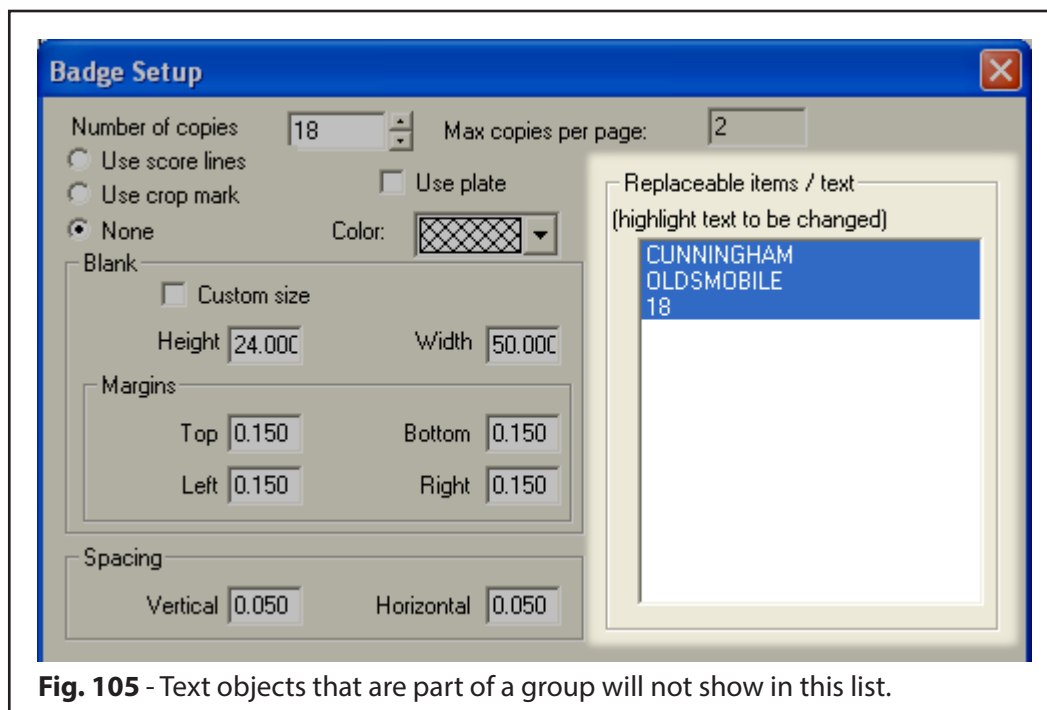 Badge Setup
Number of copies 18 Max copies per page: 2
Use score lines
Use crop mark
Use plate
None
Color:
Blank
Custom size
Height 24.000 Width 50.000
Margins
Top 0.150 Bottom 0.150
Left 0.150 Right 0.150
Spacing
Vertical 0.050 Horizontal 0.050
Replaceable items / text
(highlight text to be changed)
CUNNINGHAM
OLDSMOBILE
18
Fig. 105 - Text objects that are part of a group will not show in this list.